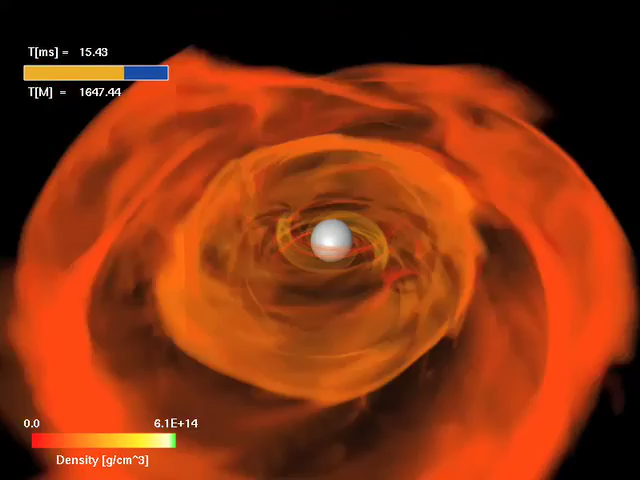 T[ms] = 15.43
T[M] = 1647.44
0.0 6.1E+14
Density [g/cm^3]